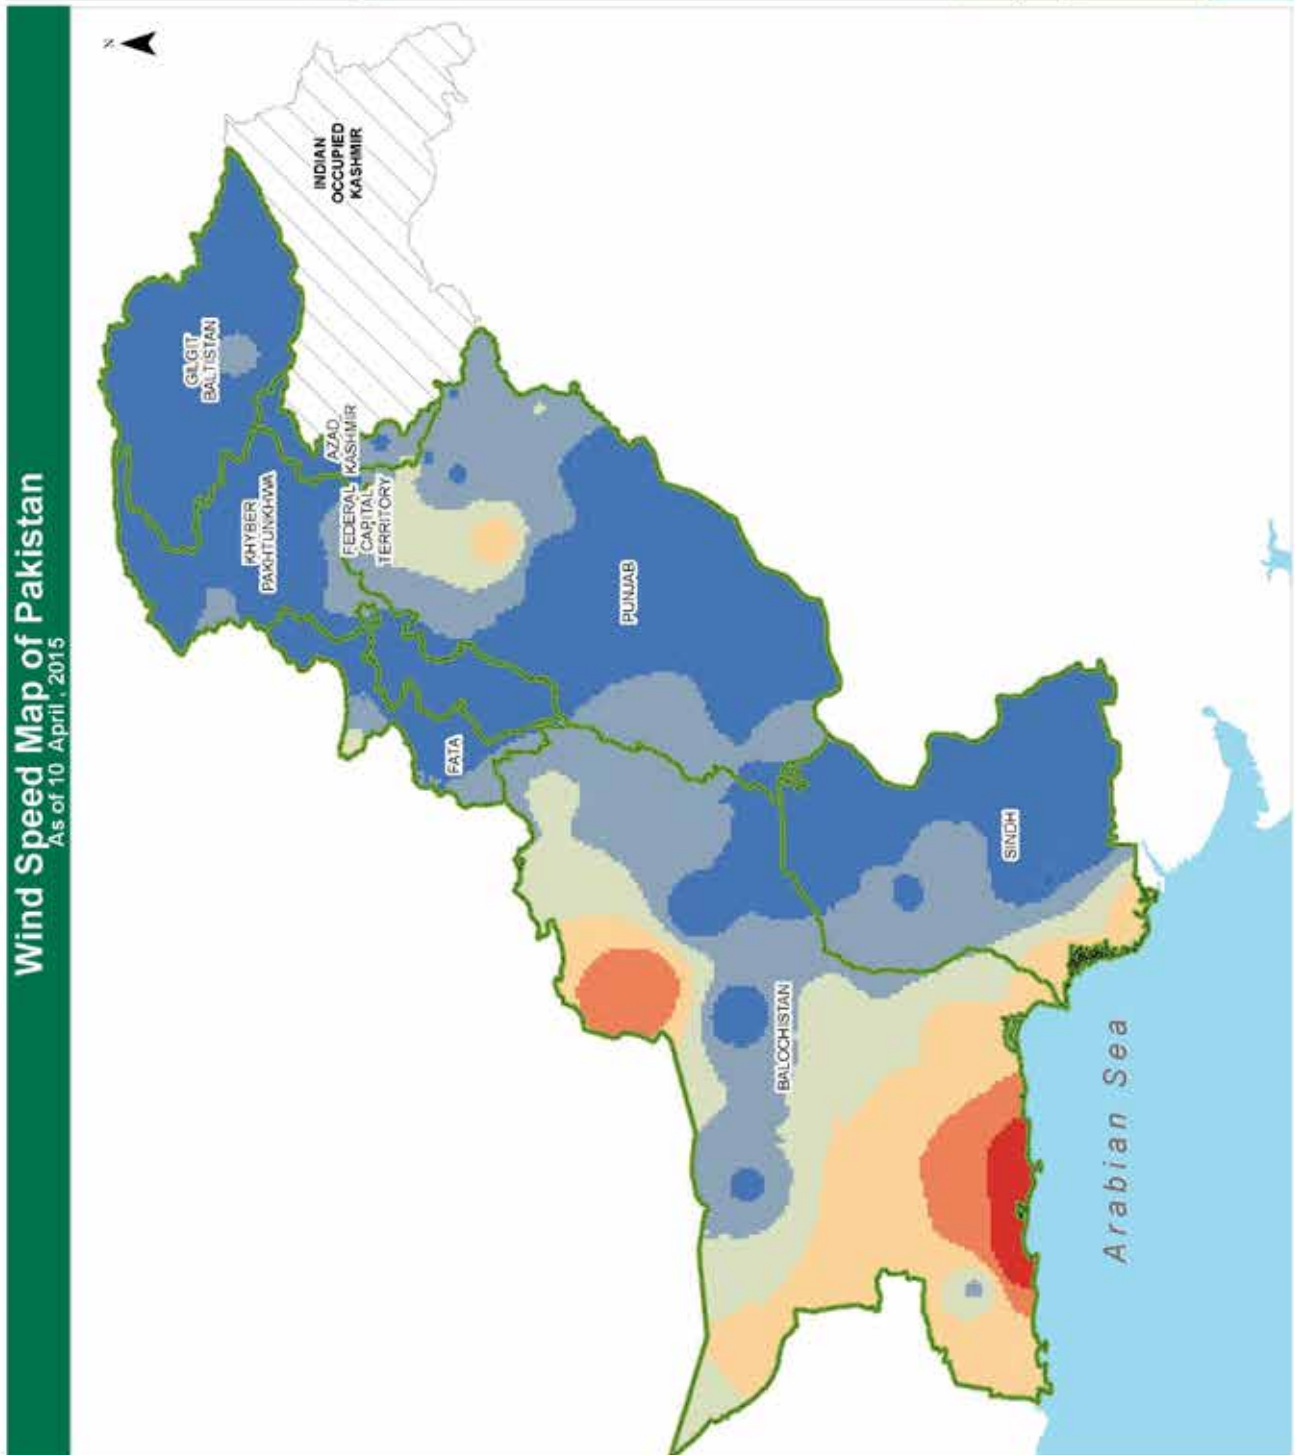 Wind Speed Map of Pakistan
As of 10 April, 2015
N
INDIAN
OCCUPIED
KASHMIR
GILGIT
BALTISTAN
AZAD
KASHMIR
KHYBER
PAKHTUNKHWA
FEDERAL
CAPITAL
TERRITORY
PUNJAB
FATA
SINDH
BALOCHISTAN
Arabian Sea